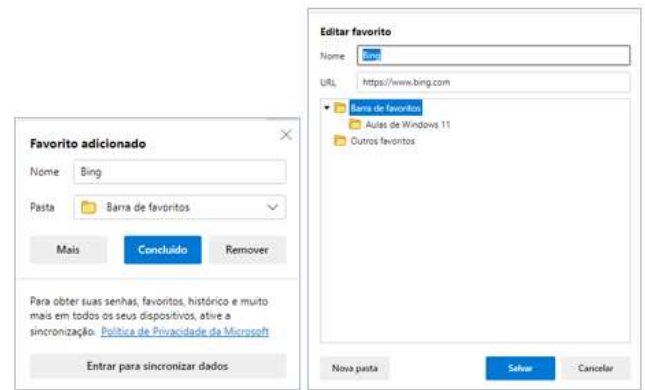 Favorito adicionado
Nome Bing
Pasta Barra de favoritos
Mais Concluído Remover
Para obter suas senhas, favoritos, histórico e muito
mais em todos os seus dispositivos, ative a
sincronização. Política de Privacidade da Microsoft
Entrar para sincronizar dados
Editar favorito
Nome Bing
URL https://www.bing.com
Barra de favoritos
Aulas de Windows 11
Outros favoritos
Nova pasta Salvar Cancelar